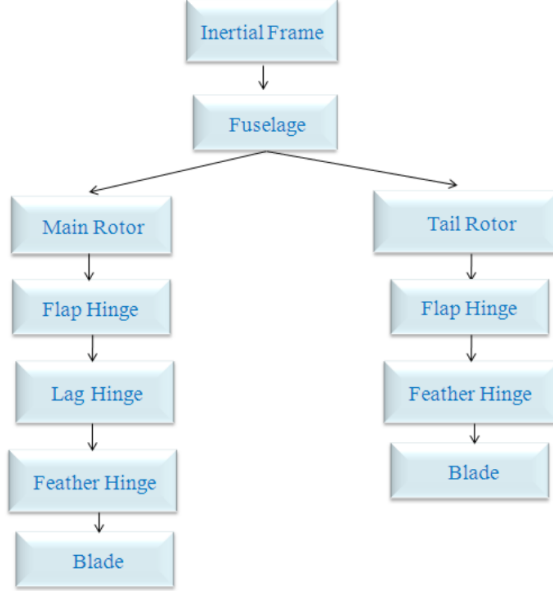 Inertial Frame
Fuselage
Main Rotor
Flap Hinge
Lag Hinge
Feather Hinge
Blade
Tail Rotor
Flap Hinge
Feather Hinge
Blade